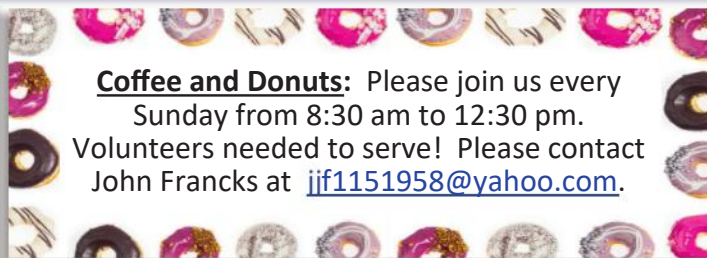 Coffee and Donuts: Please join us every
Sunday from 8:30 am to 12:30 pm.
Volunteers needed to serve! Please contact
John Francks at jjf1151958@yahoo.com.